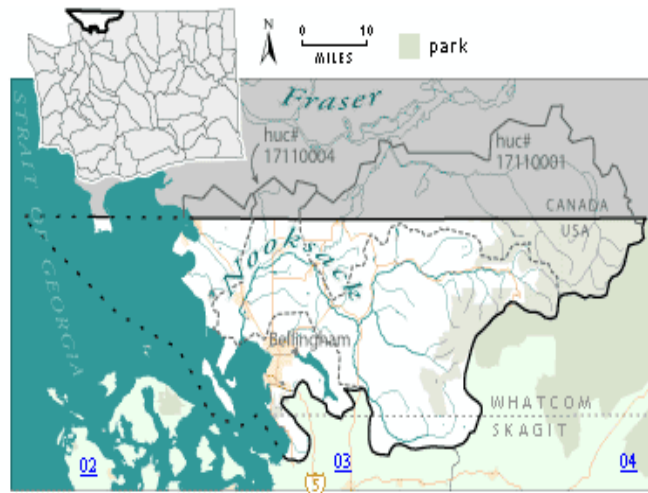 N
0 10
MILES
park
Fraser
huc#
17110004
huc#
17110001
STRAIT OF GEORGIA
CANADA
USA
Nooksack
Bellingham
WHATCOM
SKAGIT
02
03
04
5